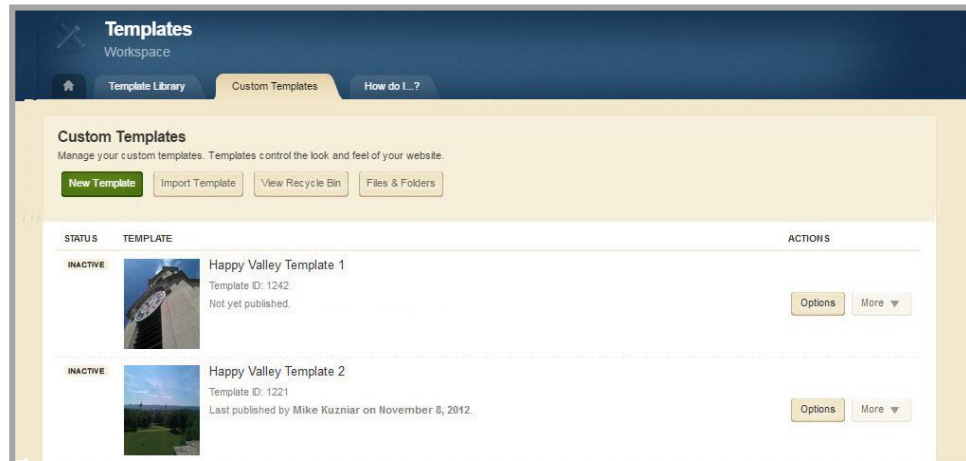 Templates
Workspace
Template Library Custom Templates How do I...?
Custom Templates
Manage your custom templates. Templates control the look and feel of your website.
New Template Import Template View Recycle Bin Files & Folders
STATUS TEMPLATE ACTIONS
INACTIVE Happy Valley Template 1
Template ID: 1242
Not yet published.
Options More ▼
INACTIVE Happy Valley Template 2
Template ID: 1221
Last published by Mike Kuzniar on November 8, 2012.
Options More ▼